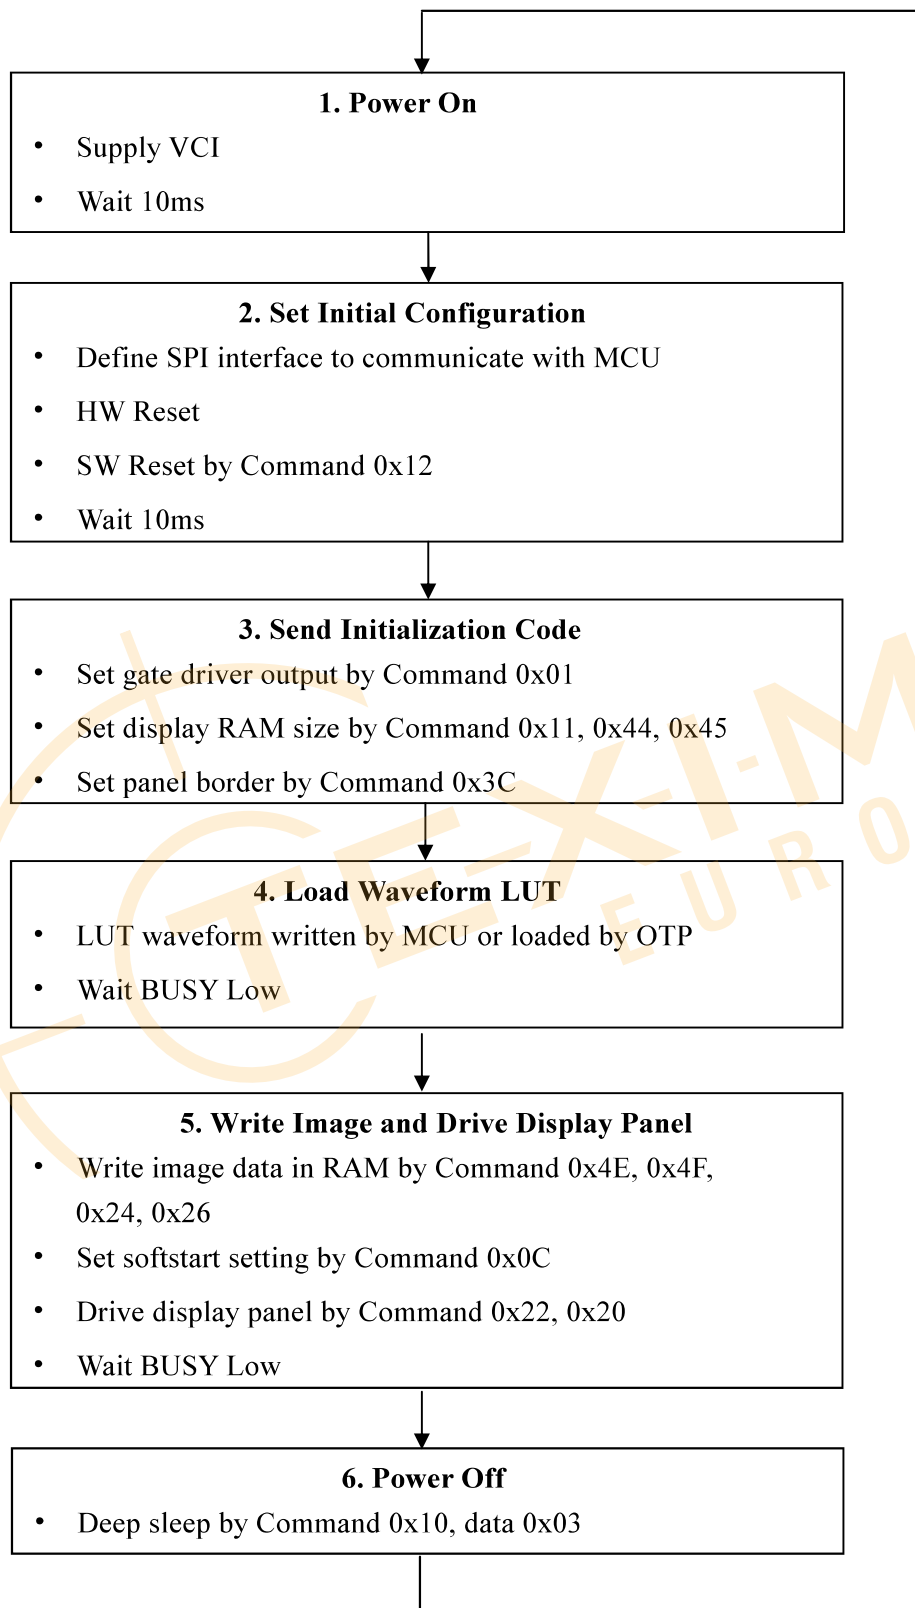 1. Power On
• Supply VCI
• Wait 10ms
2. Set Initial Configuration
• Define SPI interface to communicate with MCU
• HW Reset
• SW Reset by Command 0x12
• Wait 10ms
3. Send Initialization Code
• Set gate driver output by Command 0x01
• Set display RAM size by Command 0x11, 0x44, 0x45
• Set panel border by Command 0x3C
4. Load Waveform LUT
• LUT waveform written by MCU or loaded by OTP
• Wait BUSY Low
5. Write Image and Drive Display Panel
• Write image data in RAM by Command 0x4E, 0x4F,
0x24, 0x26
• Set softstart setting by Command 0x0C
• Drive display panel by Command 0x22, 0x20
• Wait BUSY Low
6. Power Off
• Deep sleep by Command 0x10, data 0x03
TEXIM
EURO